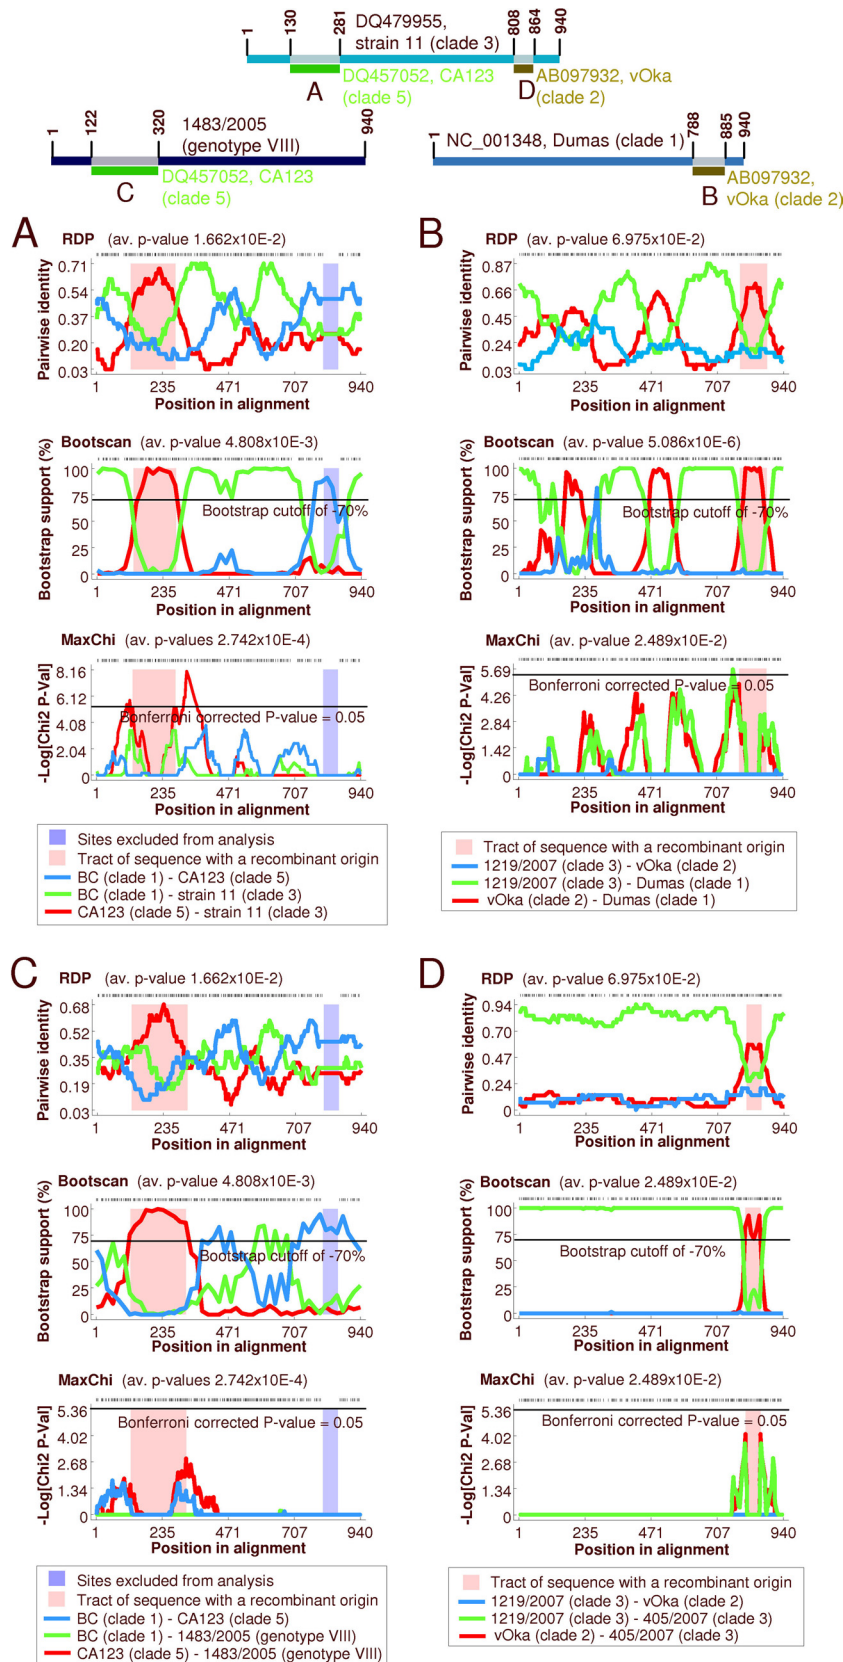 1 130 281 DQ479955, 808 864 940
strain 11 (clade 3)
DQ457052, CA123
(clade 5)
A
AB097932, vOka
(clade 2)
D
1 122 320 1483/2005 940
(genotype VIII)
DQ457052, CA123
(clade 5)
C
1 NC_001348, Dumas (clade 1) 788 885 940
AB097932,
vOka (clade 2)
B
A
RDP (av. p-value 1.662x10E-2)
Pairwise identity
0.71
0.54
0.37
0.20
0.03
1 235 471 707 940
Position in alignment
Bootscan (av. p-value 4.808x10E-3)
Bootstrap support (%)
100
75
50
25
0
Bootstrap cutoff of -70%
1 235 471 707 940
Position in alignment
MaxChi (av. p-values 2.742x10E-4)
-Log[Chi2 P-Val]
8.16
6.12
4.08
2.04
0
Bonferroni corrected P-value = 0.05
1 235 471 707 940
Position in alignment
Sites excluded from analysis
Tract of sequence with a recombinant origin
BC (clade 1) - CA123 (clade 5)
BC (clade 1) - strain 11 (clade 3)
CA123 (clade 5) - strain 11 (clade 3)
B
RDP (av. p-value 6.975x10E-2)
Pairwise identity
0.87
0.66
0.45
0.24
0.03
1 235 471 707 940
Position in alignment
Bootscan (av. p-value 5.086x10E-6)
Bootstrap support (%)
100
75
50
25
0
Bootstrap cutoff of -70%
1 235 471 707 940
Position in alignment
MaxChi (av. p-value 2.489x10E-2)
-Log[Chi2 P-Val]
5.69
4.26
2.84
1.42
0
Bonferroni corrected P-value = 0.05
1 235 471 707 940
Position in alignment
Tract of sequence with a recombinant origin
1219/2007 (clade 3) - vOka (clade 2)
1219/2007 (clade 3) - Dumas (clade 1)
vOka (clade 2) - Dumas (clade 1)
C
RDP (av. p-value 1.662x10E-2)
Pairwise identity
0.68
0.52
0.35
0.19
0.03
1 235 471 707 940
Position in alignment
Bootscan (av. p-value 4.808x10E-3)
Bootstrap support (%)
100
75
50
25
0
Bootstrap cutoff of -70%
1 235 471 707 940
Position in alignment
MaxChi (av. p-values 2.742x10E-4)
-Log[Chi2 P-Val]
5.36
4.02
2.68
1.34
0
Bonferroni corrected P-value = 0.05
1 235 471 707 940
Position in alignment
Sites excluded from analysis
Tract of sequence with a recombinant origin
BC (clade 1) - CA123 (clade 5)
BC (clade 1) - 1483/2005 (genotype VIII)
CA123 (clade 5) - 1483/2005 (genotype VIII)
D
RDP (av. p-value 6.975x10E-2)
Pairwise identity
0.94
0.70
0.47
0.24
0
1 235 471 707 940
Position in alignment
Bootscan (av. p-value 2.489x10E-2)
Bootstrap support (%)
100
75
50
25
0
Bootstrap cutoff of -70%
1 235 471 707 940
Position in alignment
MaxChi (av. p-value 2.489x10E-2)
-Log[Chi2 P-Val]
5.36
4.02
2.68
1.34
0
Bonferroni corrected P-value = 0.05
1 235 471 707 940
Position in alignment
Tract of sequence with a recombinant origin
1219/2007 (clade 3) - vOka (clade 2)
1219/2007 (clade 3) - 405/2007 (clade 3)
vOka (clade 2) - 405/2007 (clade 3)